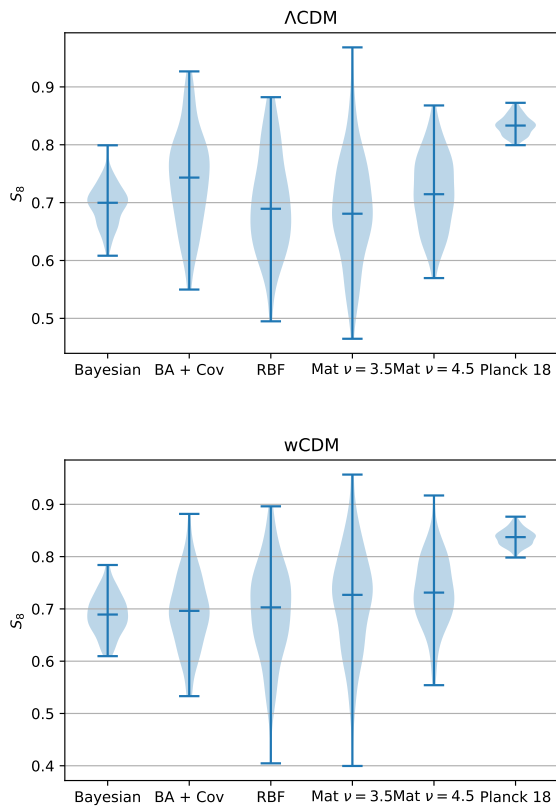 ΛCDM
0.9
0.8
0.7
0.6
0.5
S₈
Bayesian BA + Cov RBF Mat ν = 3.5 Mat ν = 4.5 Planck 18
wCDM
0.9
0.8
0.7
0.6
0.5
0.4
S₈
Bayesian BA + Cov RBF Mat ν = 3.5 Mat ν = 4.5 Planck 18